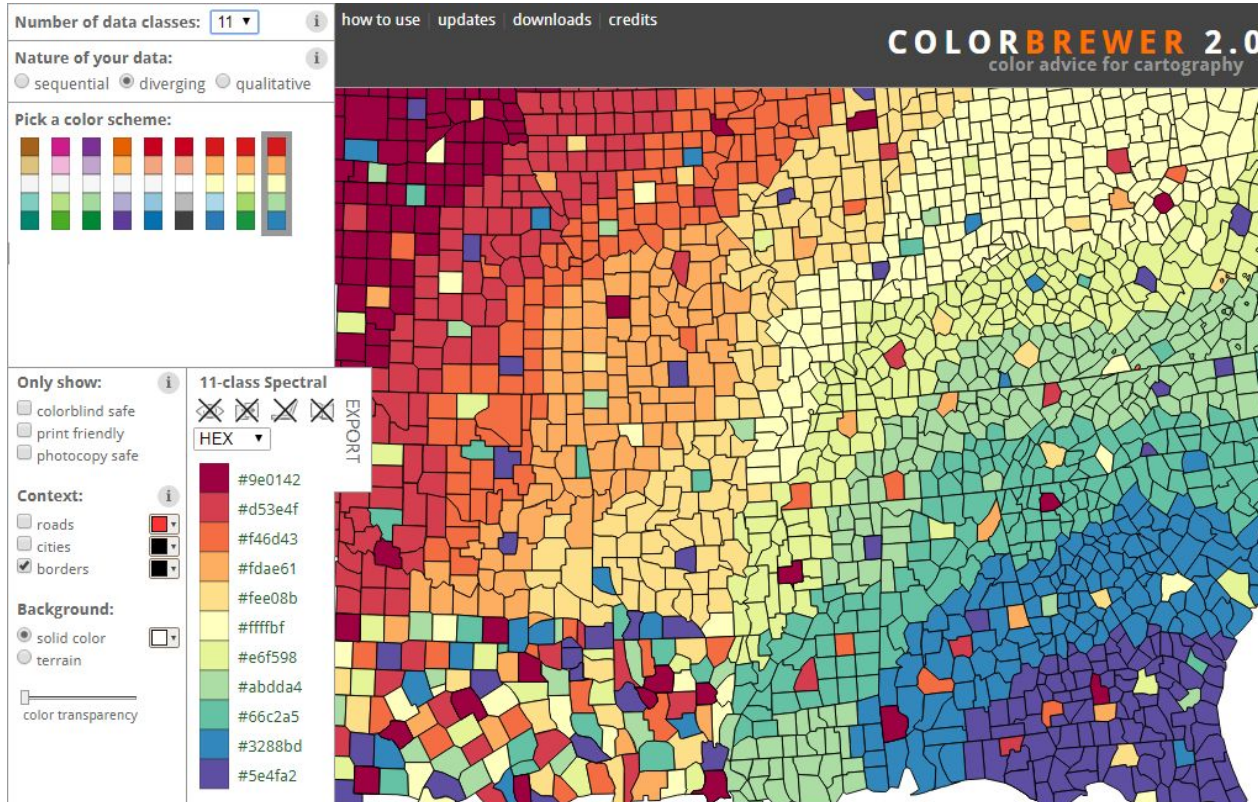 Number of data classes: 11
how to use updates downloads credits
COLORBREWER 2.0
color advice for cartography
Nature of your data:
sequential diverging qualitative
Pick a color scheme:
Only show:
colorblind safe
print friendly
photocopy safe
Context:
roads
cities
borders
Background:
solid color
terrain
color transparency
11-class Spectral
EXPORT
HEX
#9e0142
#d53e4f
#f46d43
#fdae61
#fee08b
#ffffbf
#e6f598
#abdda4
#66c2a5
#3288bd
#5e4fa2